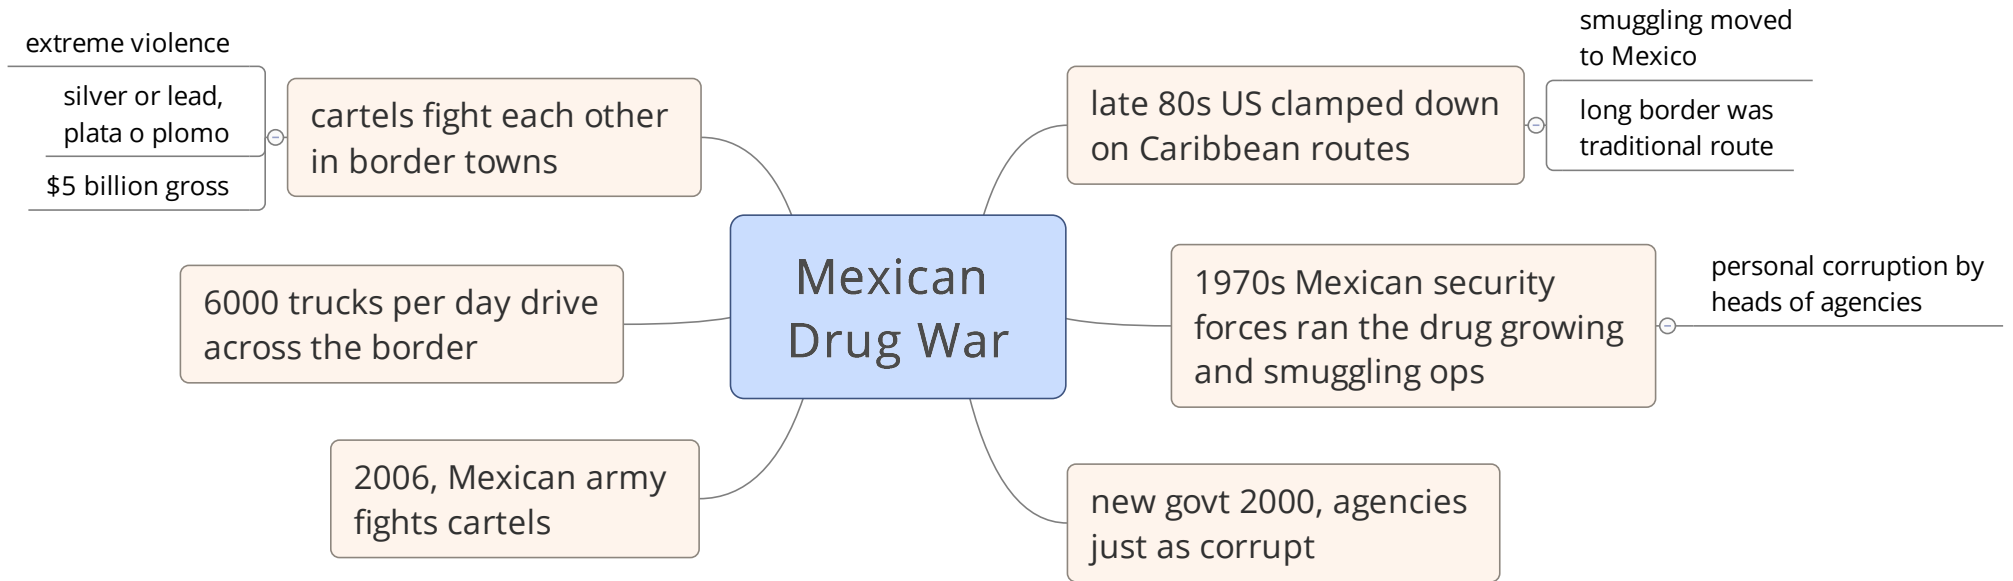 Mexican
Drug War
late 80s US clamped down
on Caribbean routes
smuggling moved
to Mexico
long border was
traditional route
1970s Mexican security
forces ran the drug growing
and smuggling ops
personal corruption by
heads of agencies
new govt 2000, agencies
just as corrupt
cartels fight each other
in border towns
extreme violence
silver or lead,
plata o plomo
$5 billion gross
6000 trucks per day drive
across the border
2006, Mexican army
fights cartels